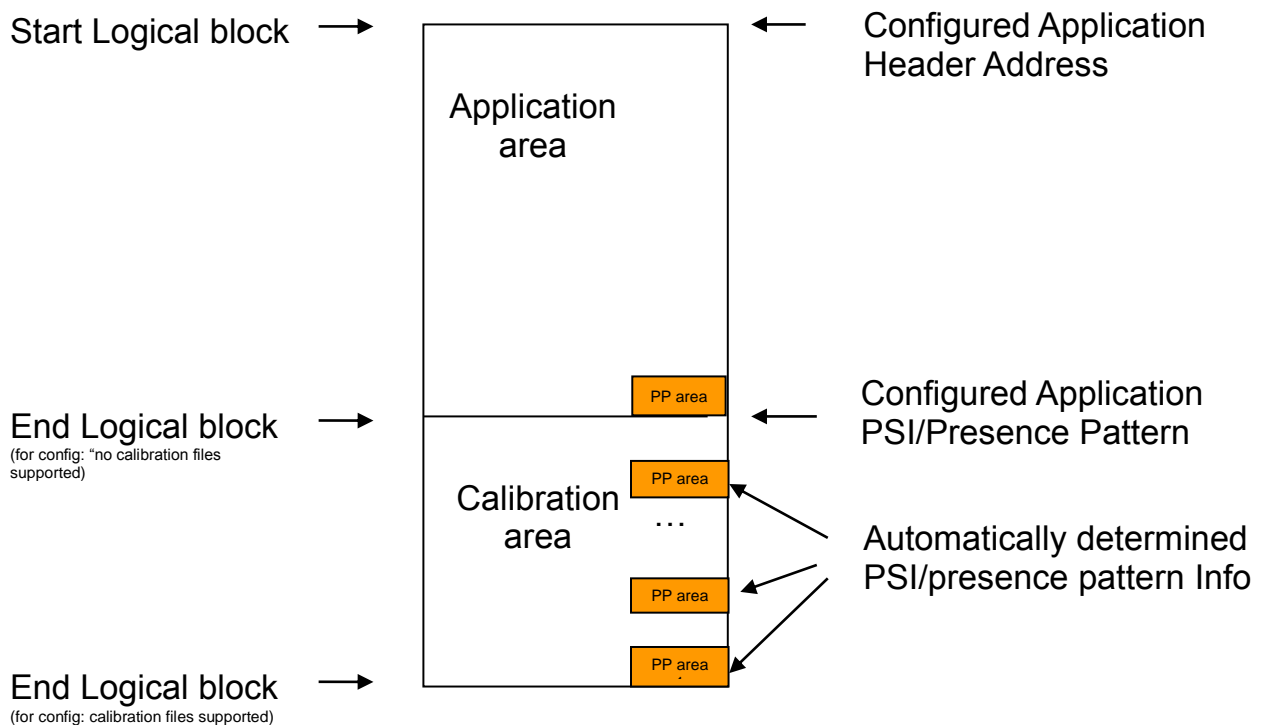 Start Logical block
Configured Application
Header Address
Application
area
PP area
End Logical block
(for config: “no calibration files
supported)
Configured Application
PSI/Presence Pattern
PP area
Calibration
area
…
Automatically determined
PSI/presence pattern Info
PP area
PP area
End Logical block
(for config: calibration files supported)